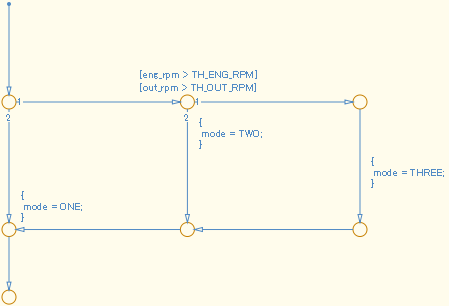 [eng_rpm > TH_ENG_RPM]
[out_rpm > TH_OUT_RPM]
1
1
2
2
{
mode = TWO;
}
{
mode = THREE;
}
{
mode = ONE;
}